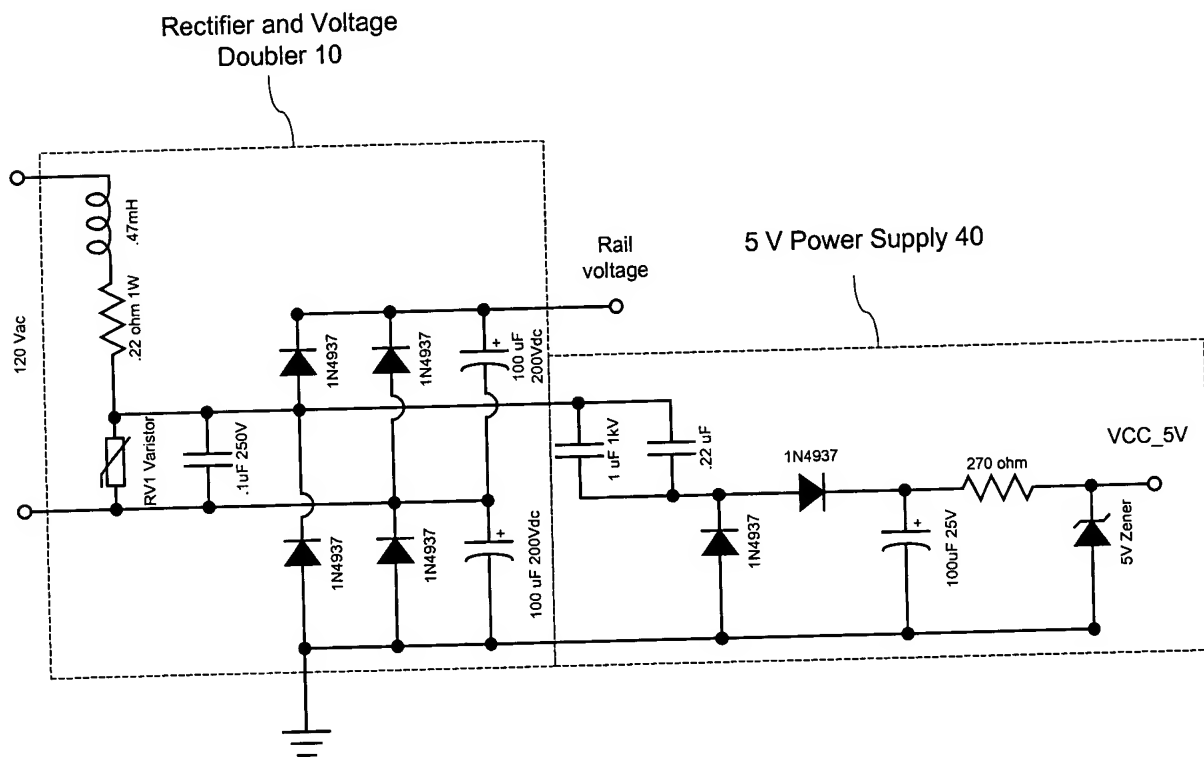 Rectifier and Voltage
Doubler 10
120 Vac
.47mH
.22 ohm 1W
RV1 Varistor
.1uF 250V
1N4937
1N4937
1N4937
1N4937
100 uF
200Vdc
100 uF 200Vdc
Rail
voltage
5 V Power Supply 40
1 uF 1kV
.22 uF
1N4937
1N4937
100uF 25V
270 ohm
VCC_5V
5V Zener
+
+
+